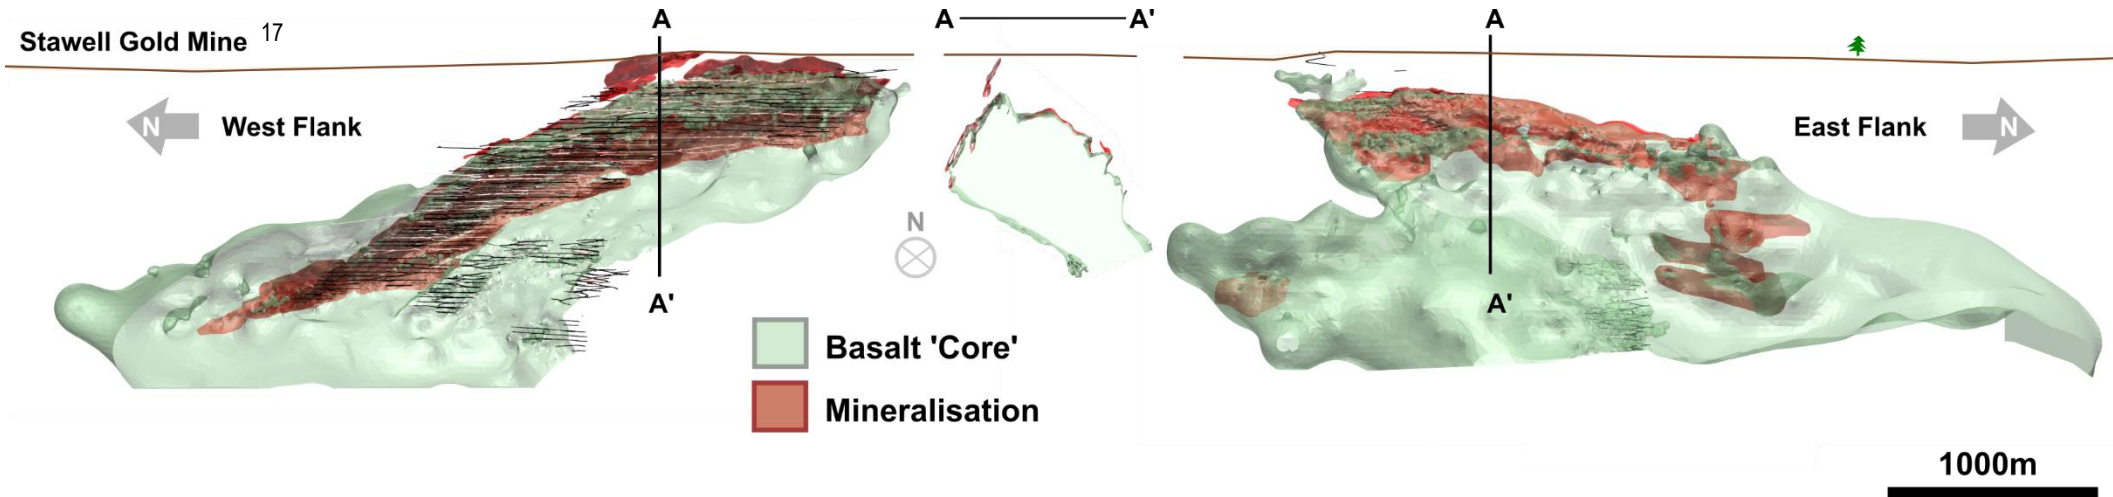 Stawell Gold Mine 17
A
A A'
A
N West Flank
East Flank N
N
A'
A'
Basalt 'Core'
Mineralisation
1000m